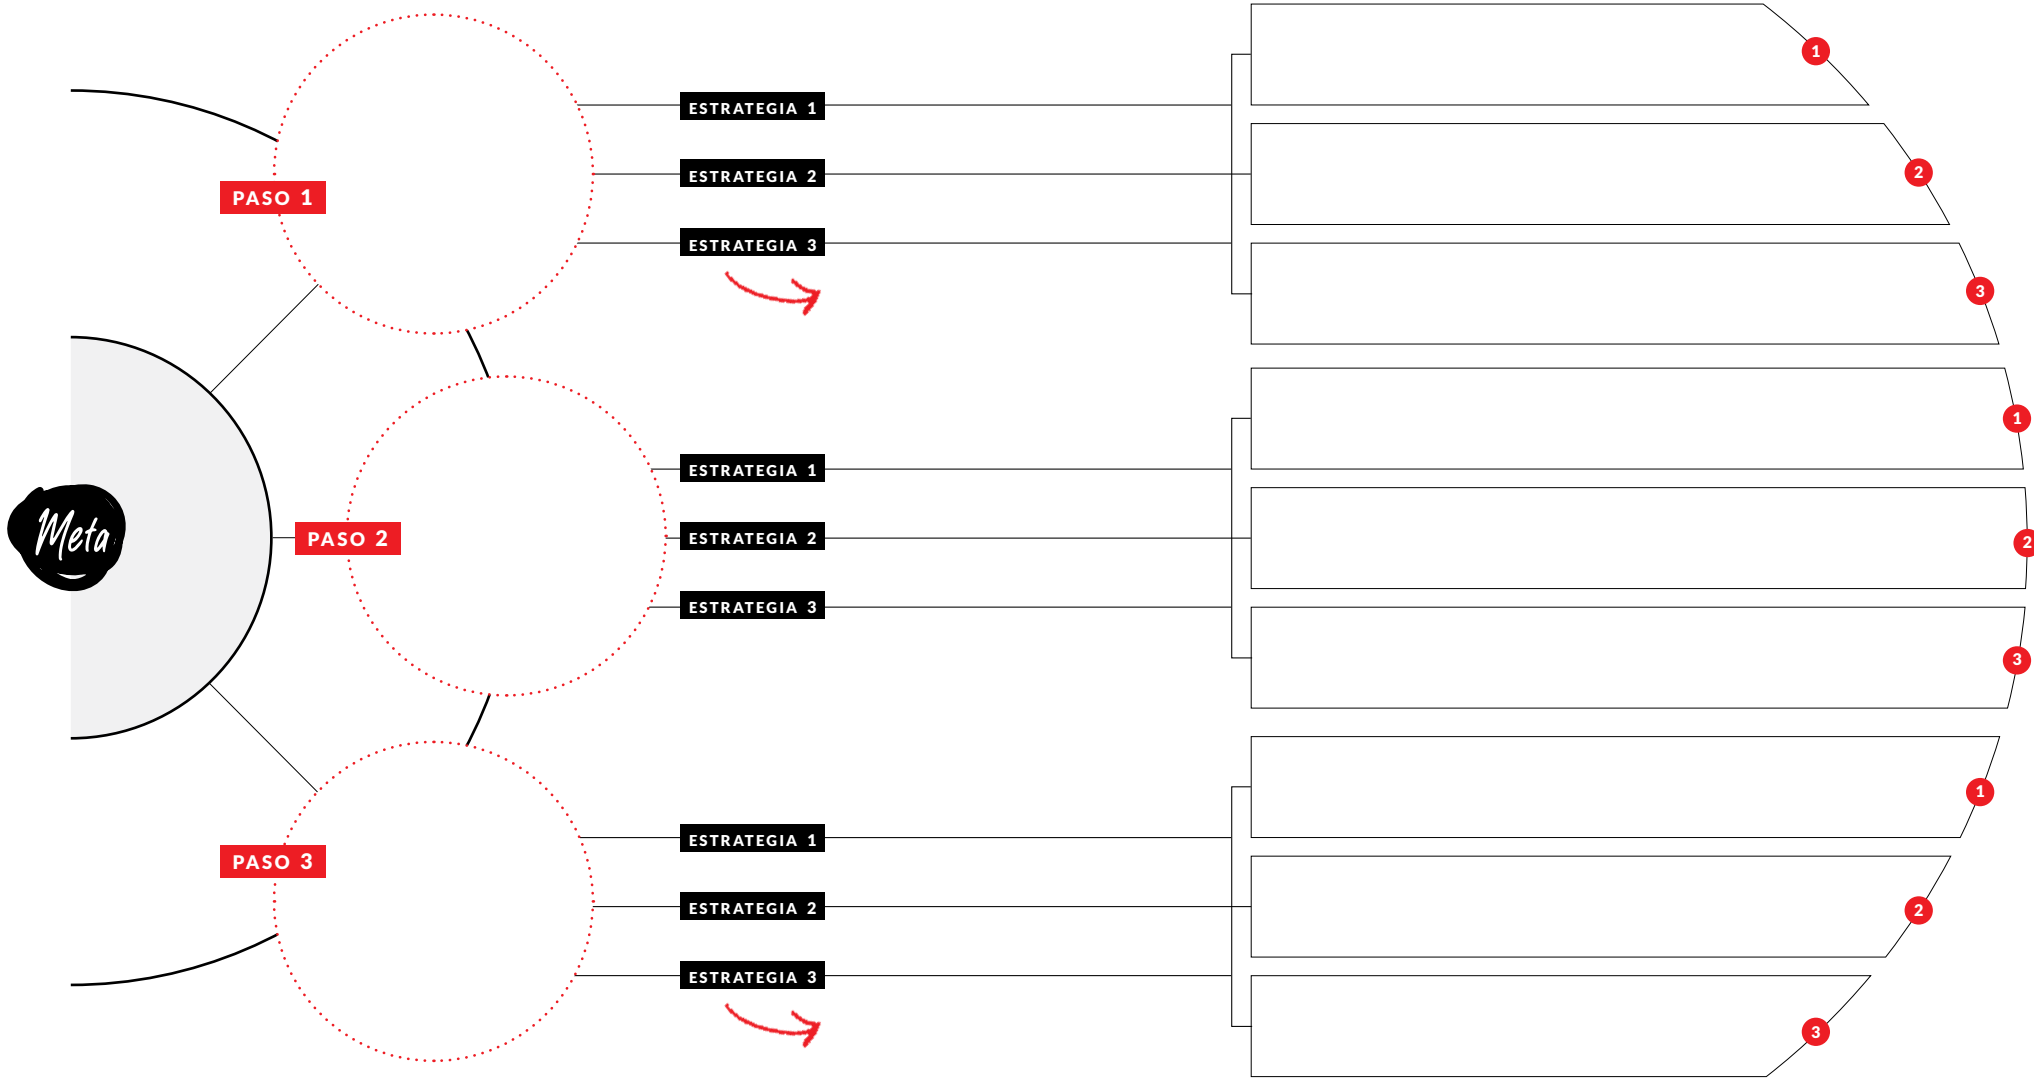 PASO 1
ESTRATEGIA 1
ESTRATEGIA 2
ESTRATEGIA 3
1
2
3
Meta
PASO 2
ESTRATEGIA 1
ESTRATEGIA 2
ESTRATEGIA 3
1
2
3
PASO 3
ESTRATEGIA 1
ESTRATEGIA 2
ESTRATEGIA 3
1
2
3